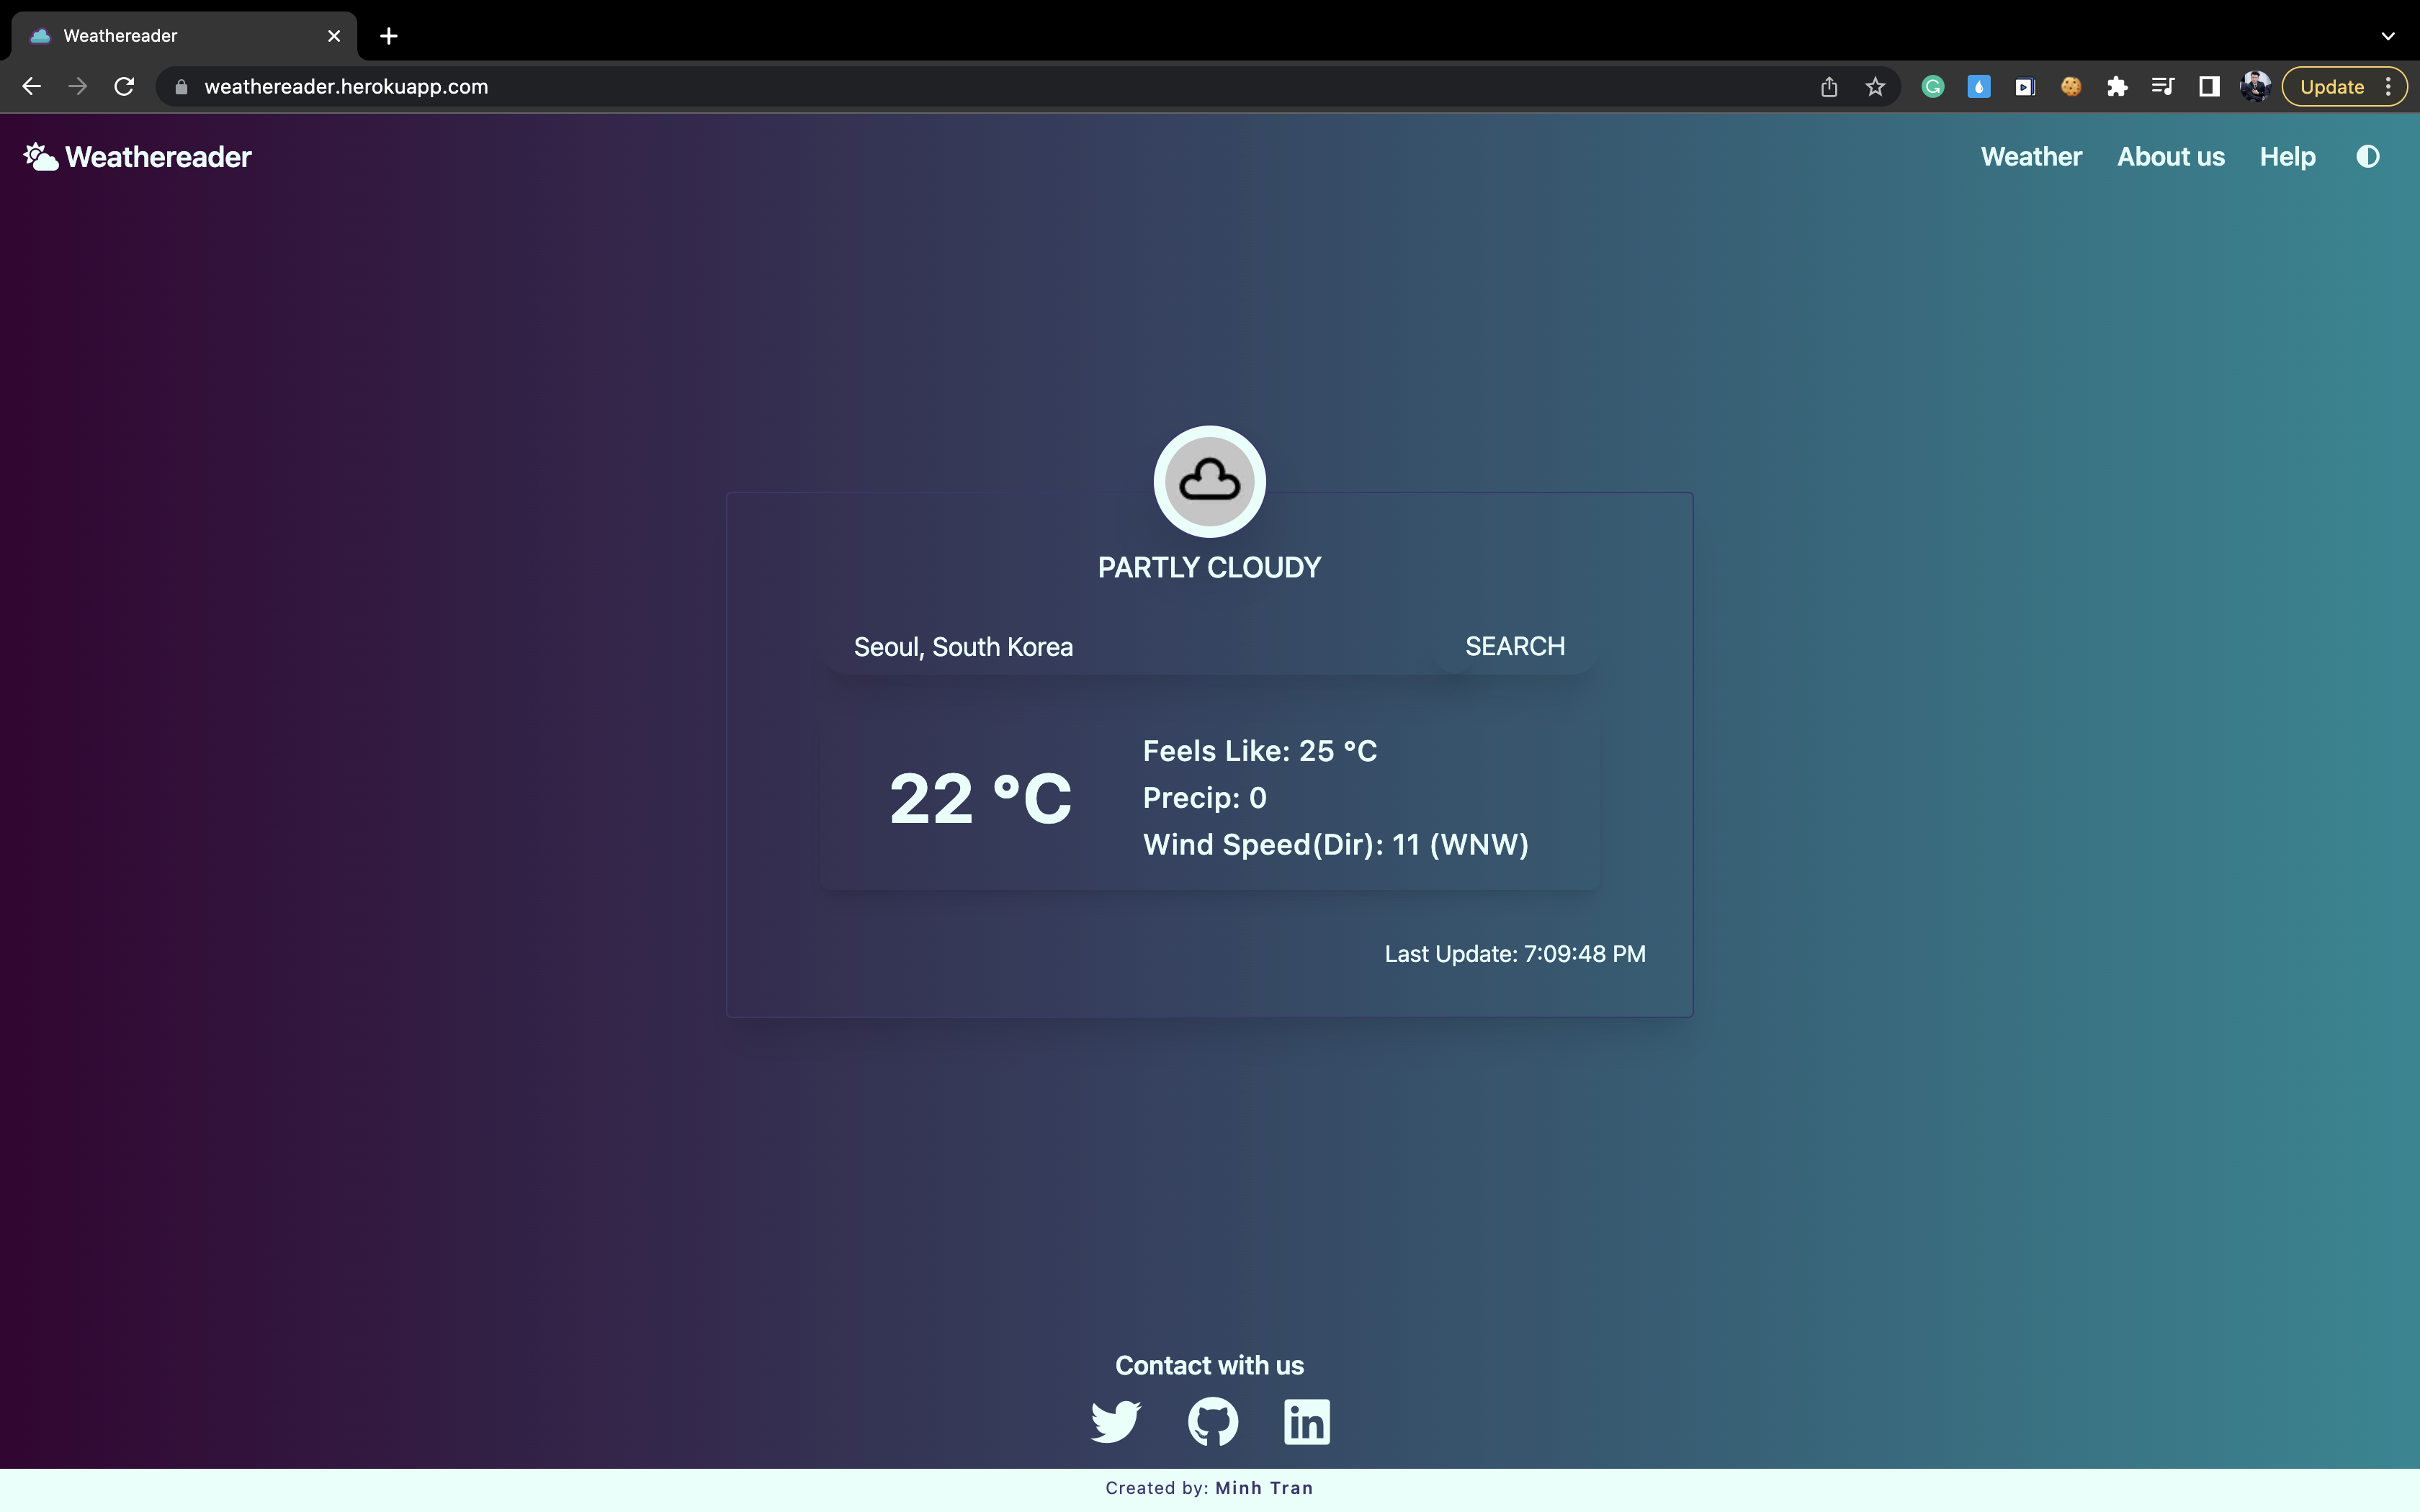 Weathereader
weathereader.herokuapp.com
Update
Weathereader
Weather
About us
Help
PARTLY CLOUDY
Seoul, South Korea
SEARCH
22 °C
Feels Like: 25 °C
Precip: 0
Wind Speed(Dir): 11 (WNW)
Last Update: 7:09:48 PM
Contact with us
Created by: Minh Tran